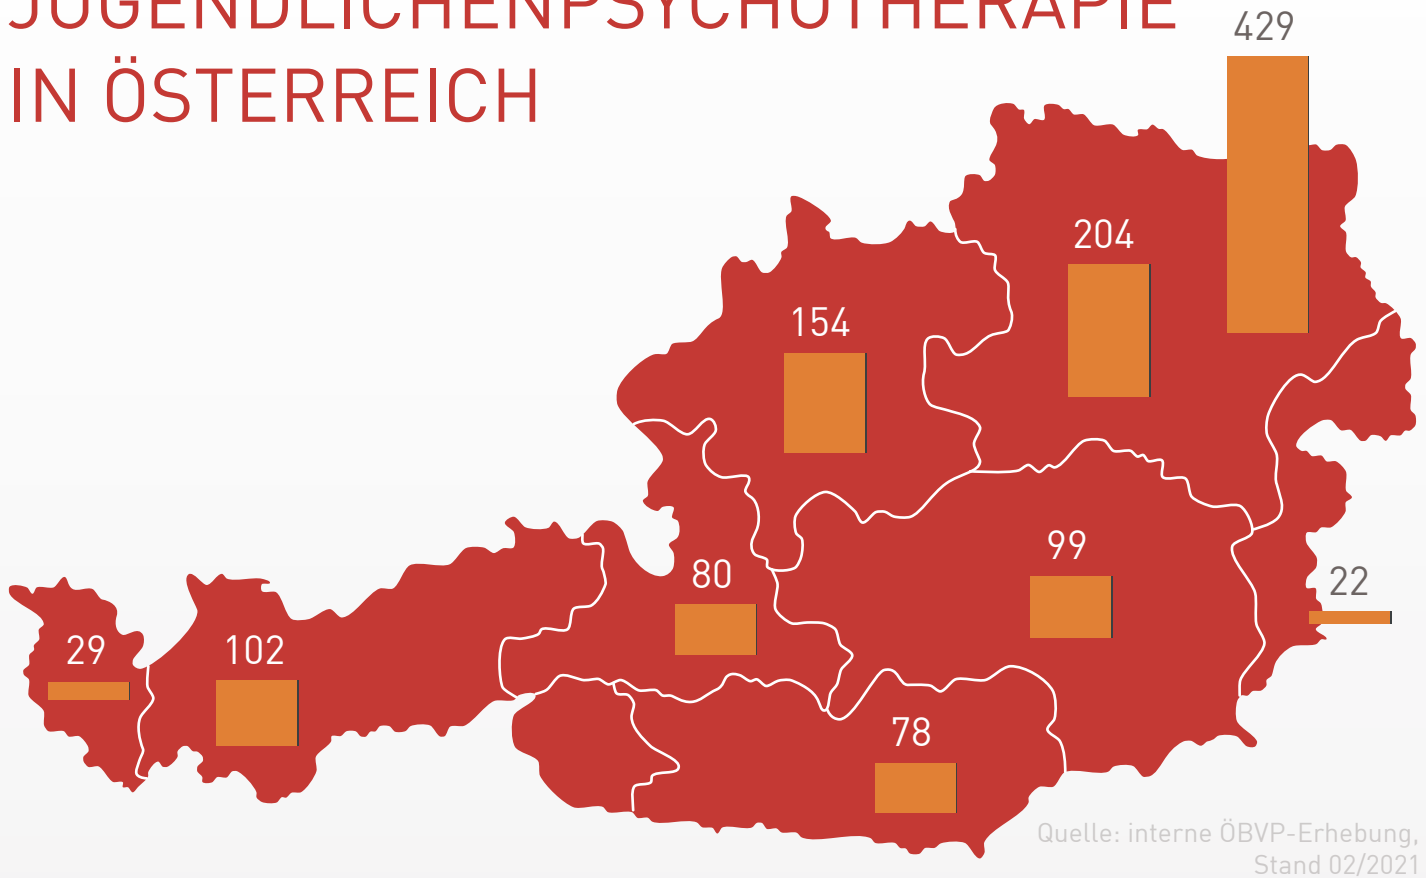 JUGENDLICHENPSYCHOTHERAPIE
IN ÖSTERREICH
429
204
154
99
80
22
29
102
78
Quelle: interne ÖBVP-Erhebung,
Stand 02/2021